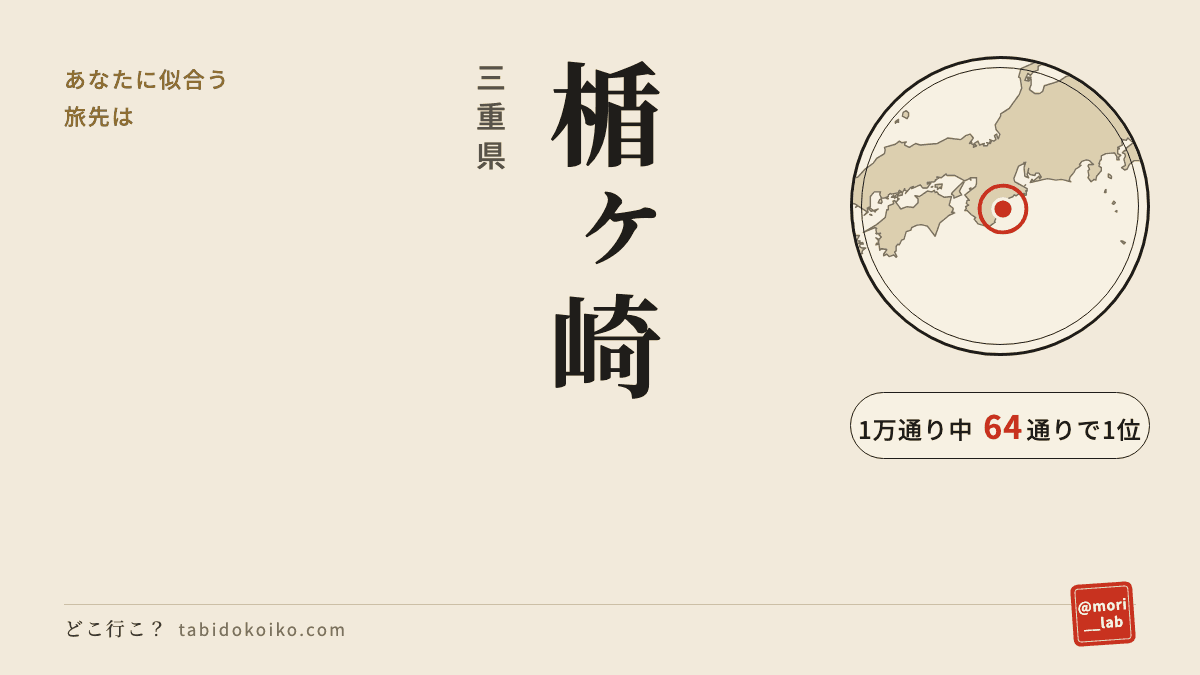 あなたに似合う
旅先は
楯ヶ崎
三重県
1万通り中 64通りで1位
どこ行こ？ tabidokoiko.com
@mori
__lab